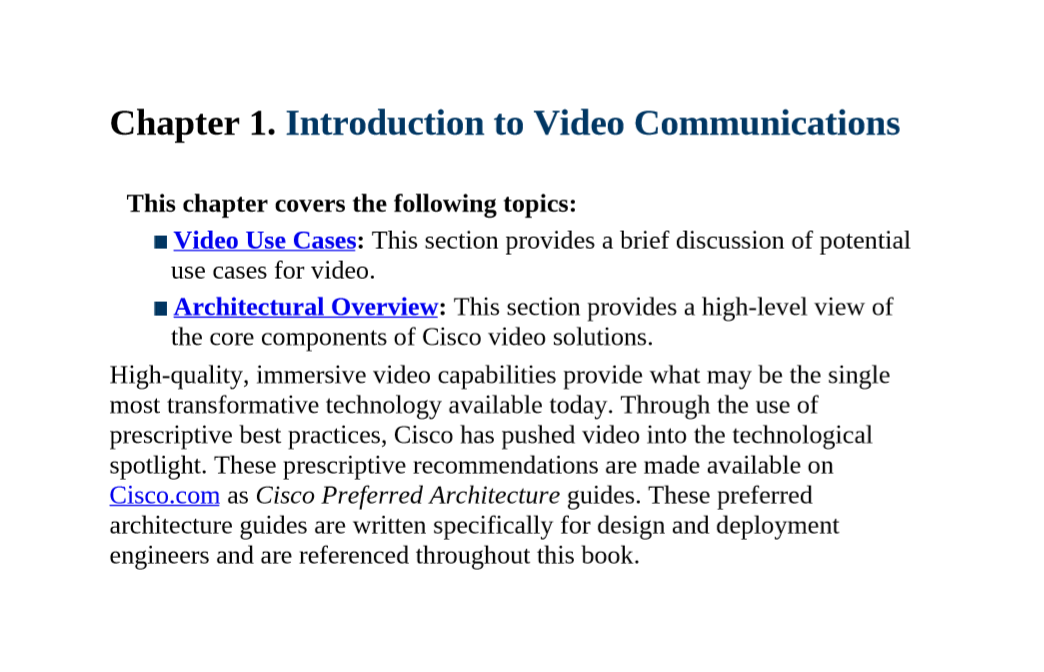 Chapter 1. Introduction to Video Communications
This chapter covers the following topics:
■ Video Use Cases: This section provides a brief discussion of potential
use cases for video.
■ Architectural Overview: This section provides a high-level view of
the core components of Cisco video solutions.
High-quality, immersive video capabilities provide what may be the single
most transformative technology available today. Through the use of
prescriptive best practices, Cisco has pushed video into the technological
spotlight. These prescriptive recommendations are made available on
Cisco.com as Cisco Preferred Architecture guides. These preferred
architecture guides are written specifically for design and deployment
engineers and are referenced throughout this book.